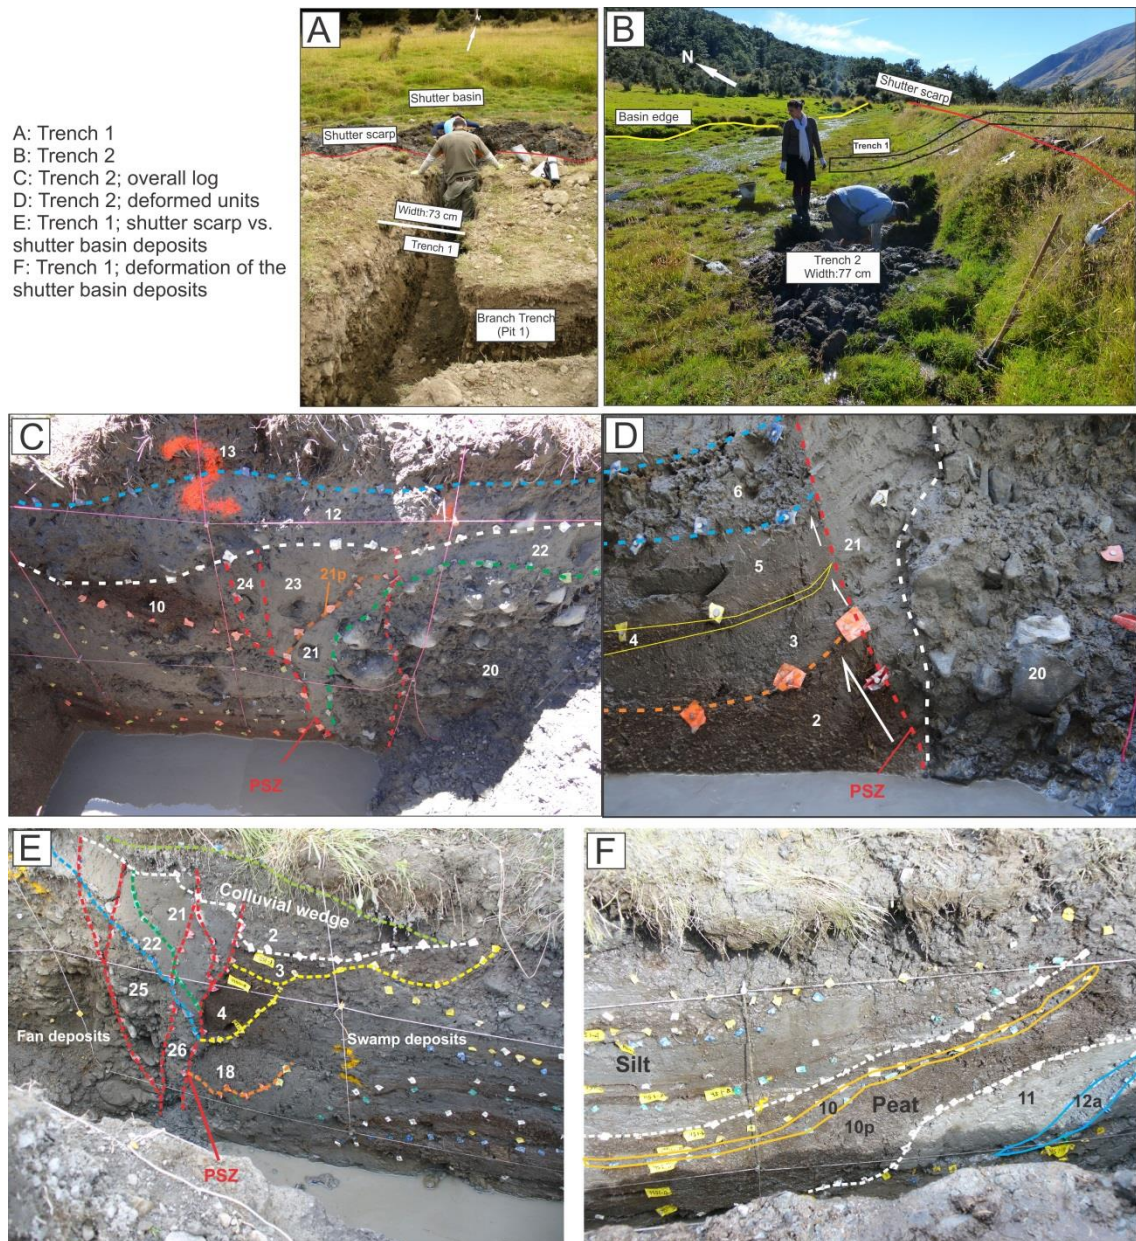 A: Trench 1
B: Trench 2
C: Trench 2; overall log
D: Trench 2; deformed units
E: Trench 1; shutter scarp vs.
shutter basin deposits
F: Trench 1; deformation of the
shutter basin deposits
A
N
Shutter basin
Shutter scarp
Width:73 cm
Trench 1
Branch Trench
(Pit 1)
B
N
Shutter scarp
Basin edge
Trench 1
Trench 2
Width:77 cm
C
13
12
22
24
23
21p
10
21
20
PSZ
D
6
21
5
4
3
20
2
PSZ
E
Colluvial wedge
21
2
22
3
25
4
Fan deposits
Swamp deposits
26
18
PSZ
F
Silt
10
Peat
10p
11
12a